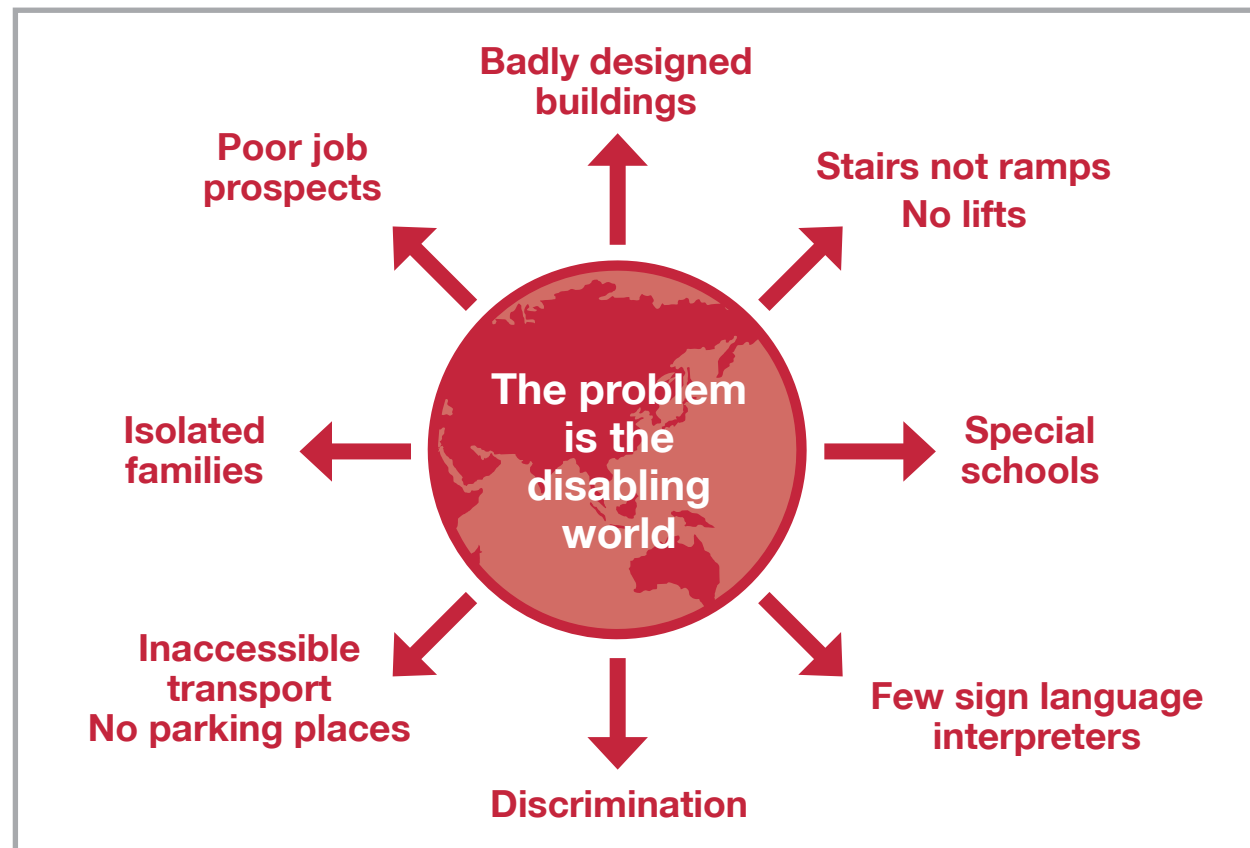 Badly designed
buildings
Poor job
prospects
Stairs not ramps
No lifts
The problem
is the
disabling
world
Isolated
families
Special
schools
Inaccessible
transport
No parking places
Few sign language
interpreters
Discrimination